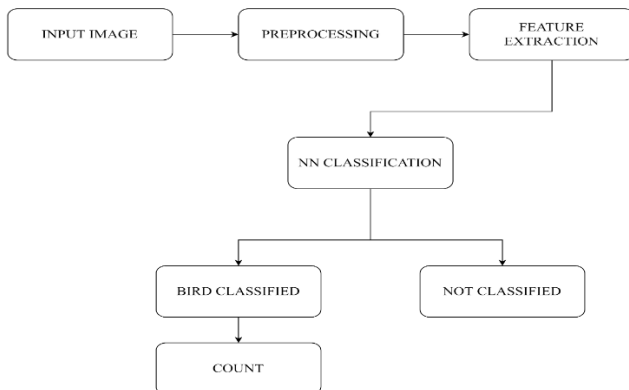 INPUT IMAGE
PREPROCESSING
FEATURE
EXTRACTION
NN CLASSIFICATION
BIRD CLASSIFIED
NOT CLASSIFIED
COUNT